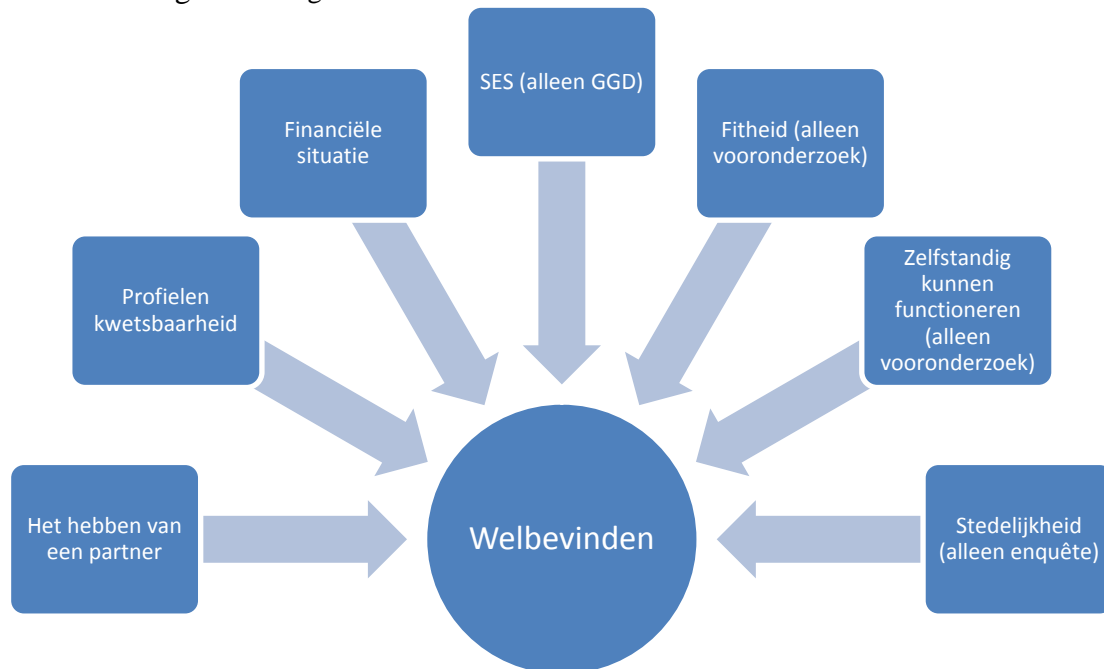 SES (alleen GGD)
Financiële
situatie
Fitheid (alleen
vooronderzoek)
Profielen
kwetsbaarheid
Zelfstandig
kunnen
functioneren
(alleen
vooronderzoek)
Het hebben van
een partner
Welbevinden
Stedelijkheid
(alleen enquête)